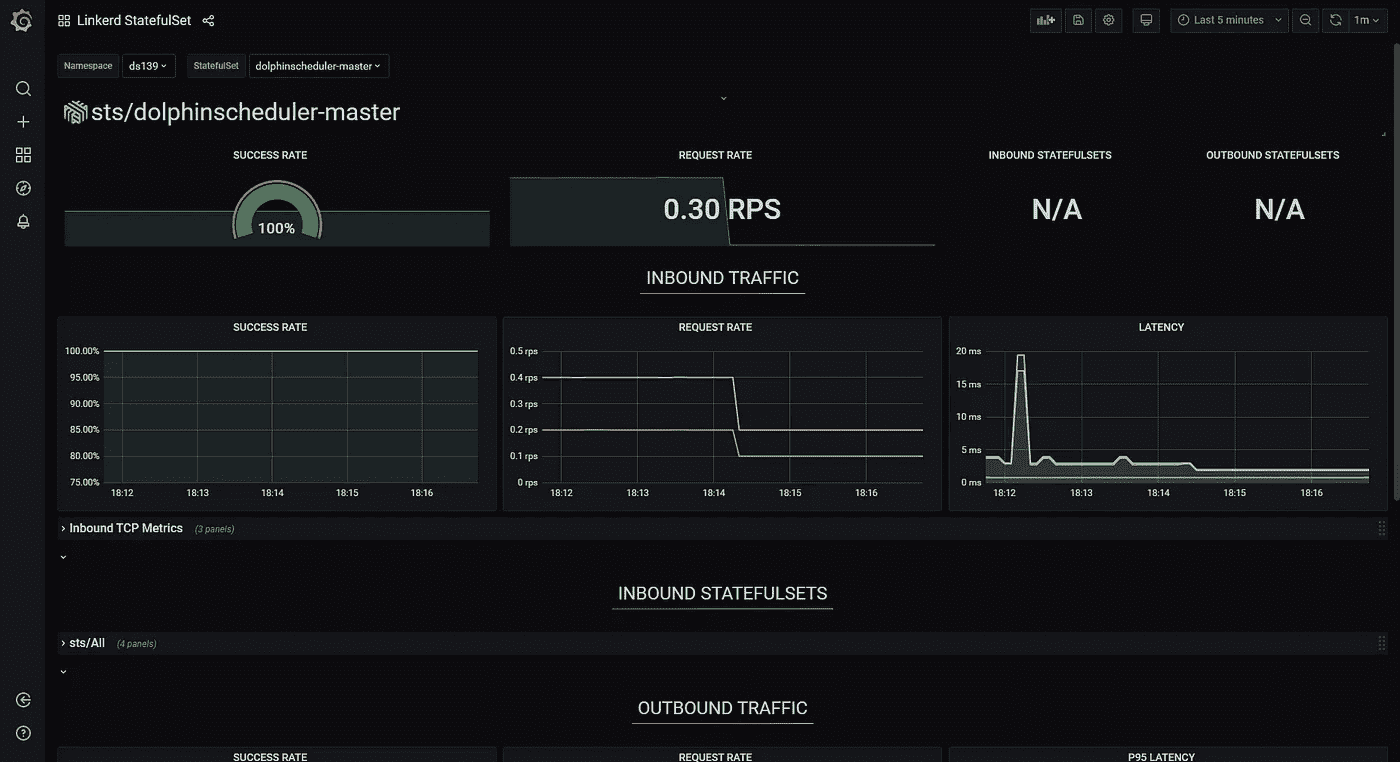 Linkerd StatefulSet
Last 5 minutes
1m
Namespace ds139 StatefulSet dolphinscheduler-master
sts/dolphinscheduler-master
SUCCESS RATE
100%
REQUEST RATE
0.30 RPS
INBOUND STATEFULSETS
N/A
OUTBOUND STATEFULSETS
N/A
INBOUND TRAFFIC
SUCCESS RATE
100.00%
95.00%
90.00%
85.00%
80.00%
75.00%
18:12 18:13 18:14 18:15 18:16
REQUEST RATE
0.5 rps
0.4 rps
0.3 rps
0.2 rps
0.1 rps
0 rps
18:12 18:13 18:14 18:15 18:16
LATENCY
20 ms
15 ms
10 ms
5 ms
0 ms
18:12 18:13 18:14 18:15 18:16
Inbound TCP Metrics (3 panels)
INBOUND STATEFULSETS
sts/All (4 panels)
OUTBOUND TRAFFIC
SUCCESS RATE
REQUEST RATE
P95 LATENCY